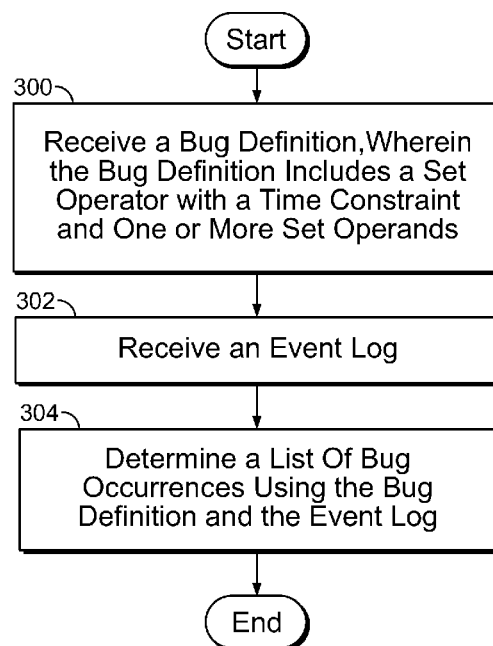 Start
300
Receive a Bug Definition,Wherein
the Bug Definition Includes a Set
Operator with a Time Constraint
and One or More Set Operands
302
Receive an Event Log
304
Determine a List Of Bug
Occurrences Using the Bug
Definition and the Event Log
End